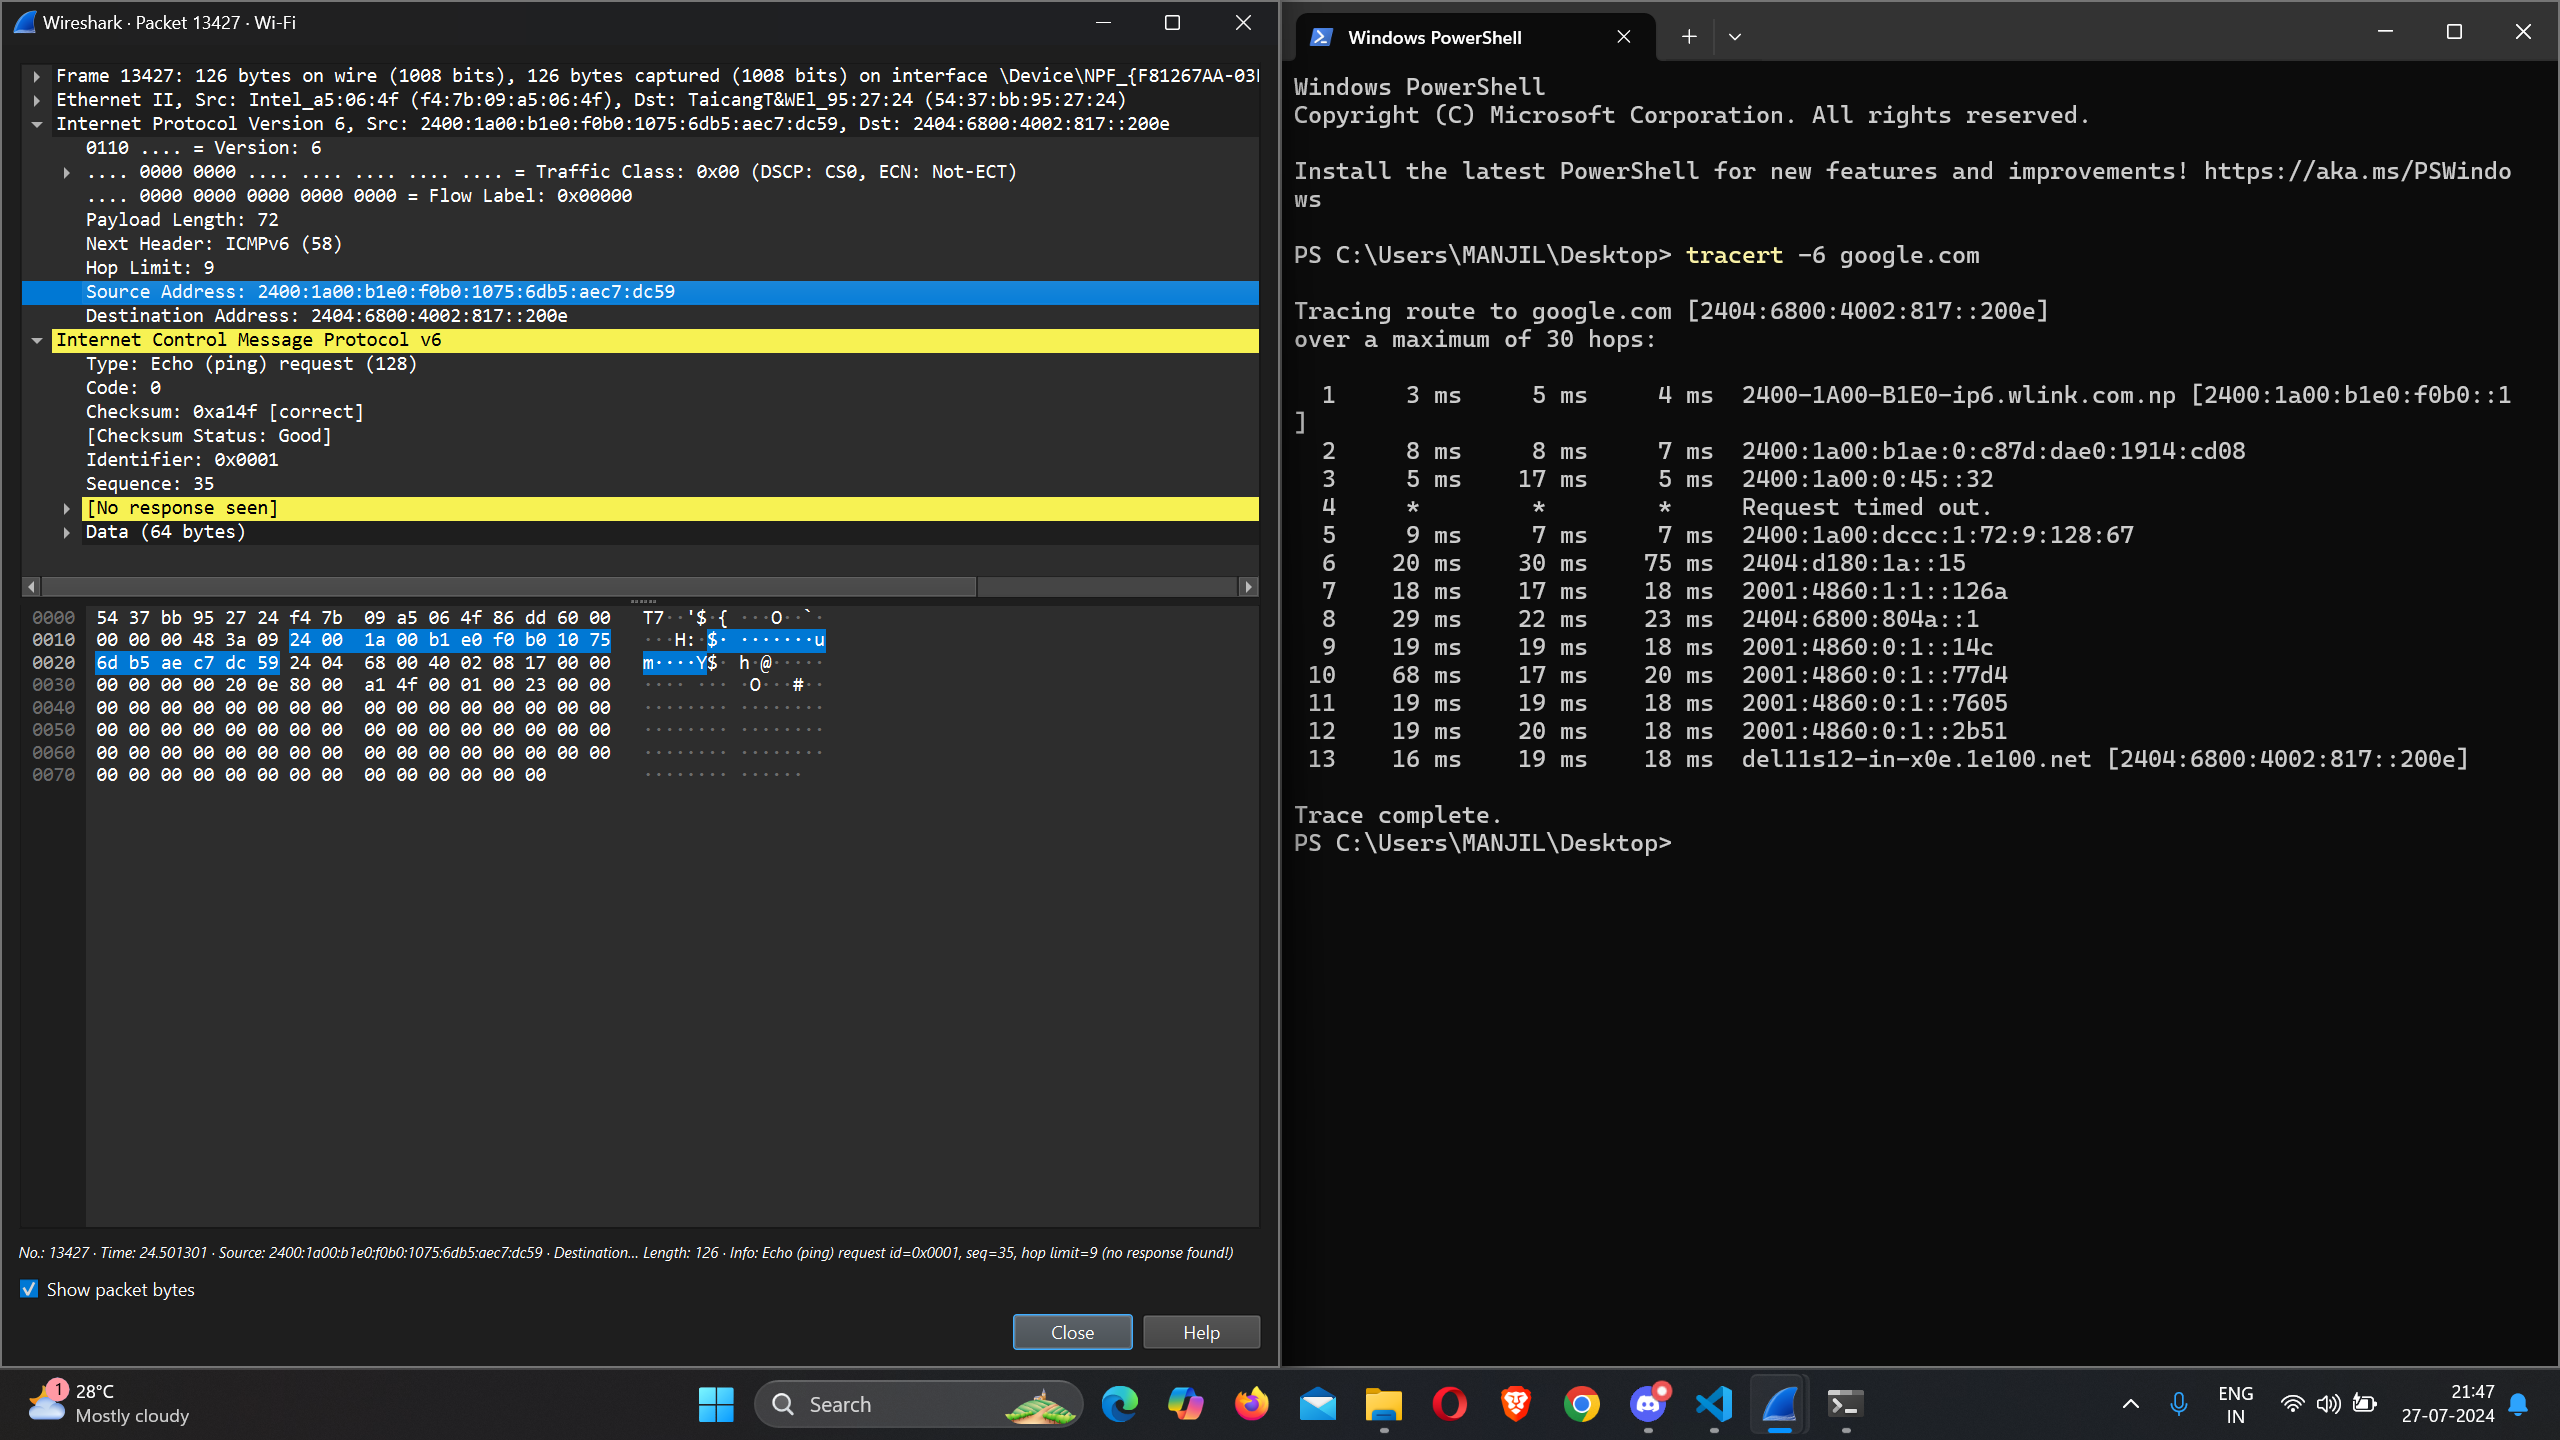 Wireshark · Packet 13427 · Wi-Fi
Frame 13427: 126 bytes on wire (1008 bits), 126 bytes captured (1008 bits) on interface \Device\NPF_{F81267AA-03
Ethernet II, Src: Intel_a5:06:4f (f4:7b:09:a5:06:4f), Dst: TaicangT&WEl_95:27:24 (54:37:bb:95:27:24)
Internet Protocol Version 6, Src: 2400:1a00:b1e0:f0b0:1075:6db5:aec7:dc59, Dst: 2404:6800:4002:817::200e
0110 .... = Version: 6
.... 0000 0000 .... .... .... .... .... = Traffic Class: 0x00 (DSCP: CS0, ECN: Not-ECT)
.... 0000 0000 0000 0000 0000 = Flow Label: 0x00000
Payload Length: 72
Next Header: ICMPv6 (58)
Hop Limit: 9
Source Address: 2400:1a00:b1e0:f0b0:1075:6db5:aec7:dc59
Destination Address: 2404:6800:4002:817::200e
Internet Control Message Protocol v6
Type: Echo (ping) request (128)
Code: 0
Checksum: 0xa14f [correct]
[Checksum Status: Good]
Identifier: 0x0001
Sequence: 35
[No response seen]
Data (64 bytes)
0000 54 37 bb 95 27 24 f4 7b 09 a5 06 4f 86 dd 60 00 T7··'$·{ ···O··`·
0010 00 00 00 48 3a 09 24 00 1a 00 b1 e0 f0 b0 10 75 ···H:·$· ·······u
0020 6d b5 ae c7 dc 59 24 04 68 00 40 02 08 17 00 00 m····Y$· h·@·····
0030 00 00 00 00 20 0e 80 00 a1 4f 00 01 00 23 00 00 ···· ··· ·O···#··
0040 00 00 00 00 00 00 00 00 00 00 00 00 00 00 00 00 ········ ········
0050 00 00 00 00 00 00 00 00 00 00 00 00 00 00 00 00 ········ ········
0060 00 00 00 00 00 00 00 00 00 00 00 00 00 00 00 00 ········ ········
0070 00 00 00 00 00 00 00 00 00 00 00 00 00 00 ········ ······
No.: 13427 · Time: 24.501301 · Source: 2400:1a00:b1e0:f0b0:1075:6db5:aec7:dc59 · Destination... Length: 126 · Info: Echo (ping) request id=0x0001, seq=35, hop limit=9 (no response found!)
Show packet bytes
Close
Help
Windows PowerShell
Windows PowerShell
Copyright (C) Microsoft Corporation. All rights reserved.
Install the latest PowerShell for new features and improvements! https://aka.ms/PSWindo
ws
PS C:\Users\MANJIL\Desktop> tracert -6 google.com
Tracing route to google.com [2404:6800:4002:817::200e]
over a maximum of 30 hops:
1 3 ms 5 ms 4 ms 2400-1A00-B1E0-ip6.wlink.com.np [2400:1a00:b1e0:f0b0::1
]
2 8 ms 8 ms 7 ms 2400:1a00:b1ae:0:c87d:dae0:1914:cd08
3 5 ms 17 ms 5 ms 2400:1a00:0:45::32
4 * * * Request timed out.
5 9 ms 7 ms 7 ms 2400:1a00:dccc:1:72:9:128:67
6 20 ms 30 ms 75 ms 2404:d180:1a::15
7 18 ms 17 ms 18 ms 2001:4860:1:1::126a
8 29 ms 22 ms 23 ms 2404:6800:804a::1
9 19 ms 19 ms 18 ms 2001:4860:0:1::14c
10 68 ms 17 ms 20 ms 2001:4860:0:1::77d4
11 19 ms 19 ms 18 ms 2001:4860:0:1::7605
12 19 ms 20 ms 18 ms 2001:4860:0:1::2b51
13 16 ms 19 ms 18 ms del11s12-in-x0e.1e100.net [2404:6800:4002:817::200e]
Trace complete.
PS C:\Users\MANJIL\Desktop>
1
28°C
Mostly cloudy
Search
ENG
IN
21:47
27-07-2024